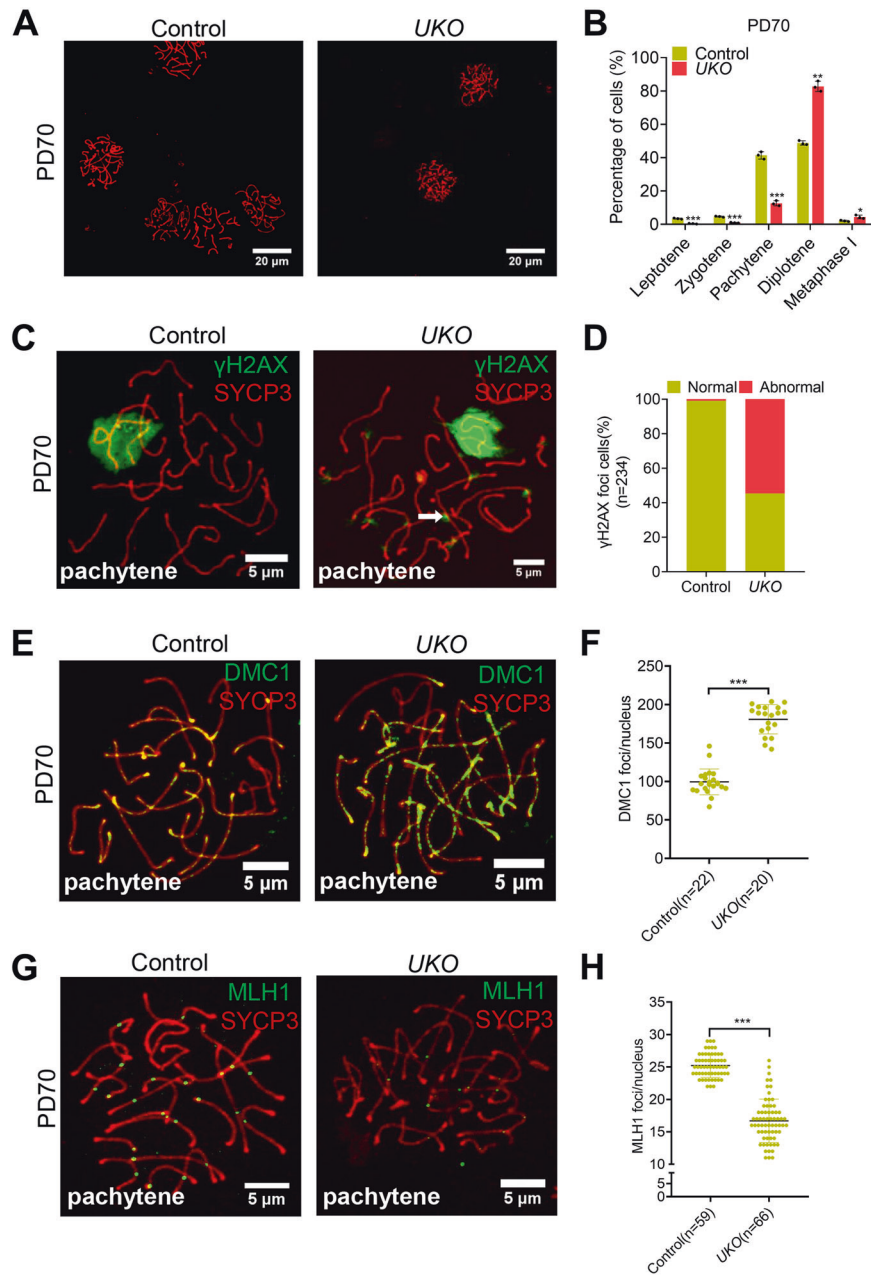 A
Control
UKO
PD70
20 μm
20 μm
B
PD70
Control
UKO
Percentage of cells (%)
100
80
60
40
20
0
***
***
***
**
*
Leptotene
Zygotene
Pachytene
Diplotene
Metaphase I
C
Control
UKO
PD70
γH2AX
SYCP3
pachytene
5 μm
γH2AX
SYCP3
pachytene
5 μm
D
Normal
Abnormal
γH2AX foci cells(%)
(n=234)
100
80
60
40
20
0
Control
UKO
E
Control
UKO
PD70
DMC1
SYCP3
pachytene
5 μm
DMC1
SYCP3
pachytene
5 μm
F
DMC1 foci/nucleus
250
200
150
100
50
0
***
Control(n=22)
UKO(n=20)
G
Control
UKO
PD70
MLH1
SYCP3
pachytene
5 μm
MLH1
SYCP3
pachytene
5 μm
H
MLH1 foci/nucleus
35
30
25
20
15
10
5
0
***
Control(n=59)
UKO(n=66)